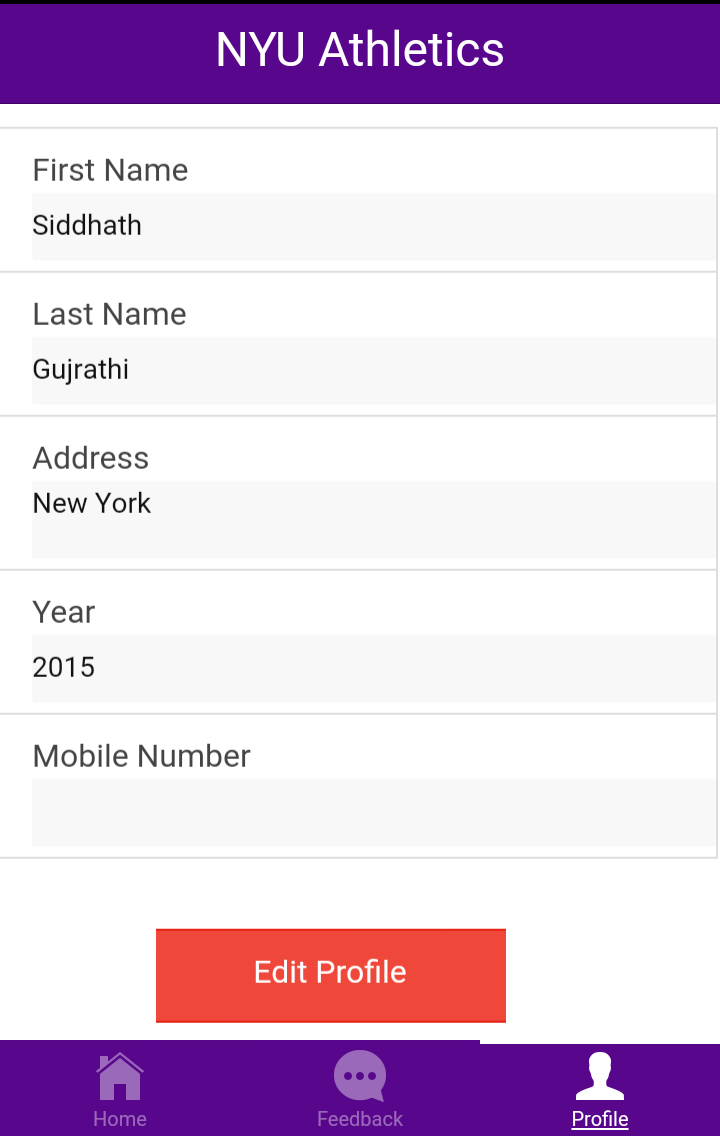 NYU Athletics
First Name
Siddhath
Last Name
Gujrathi
Address
New York
Year
2015
Mobile Number
Edit Profile
Home
Feedback
Profile